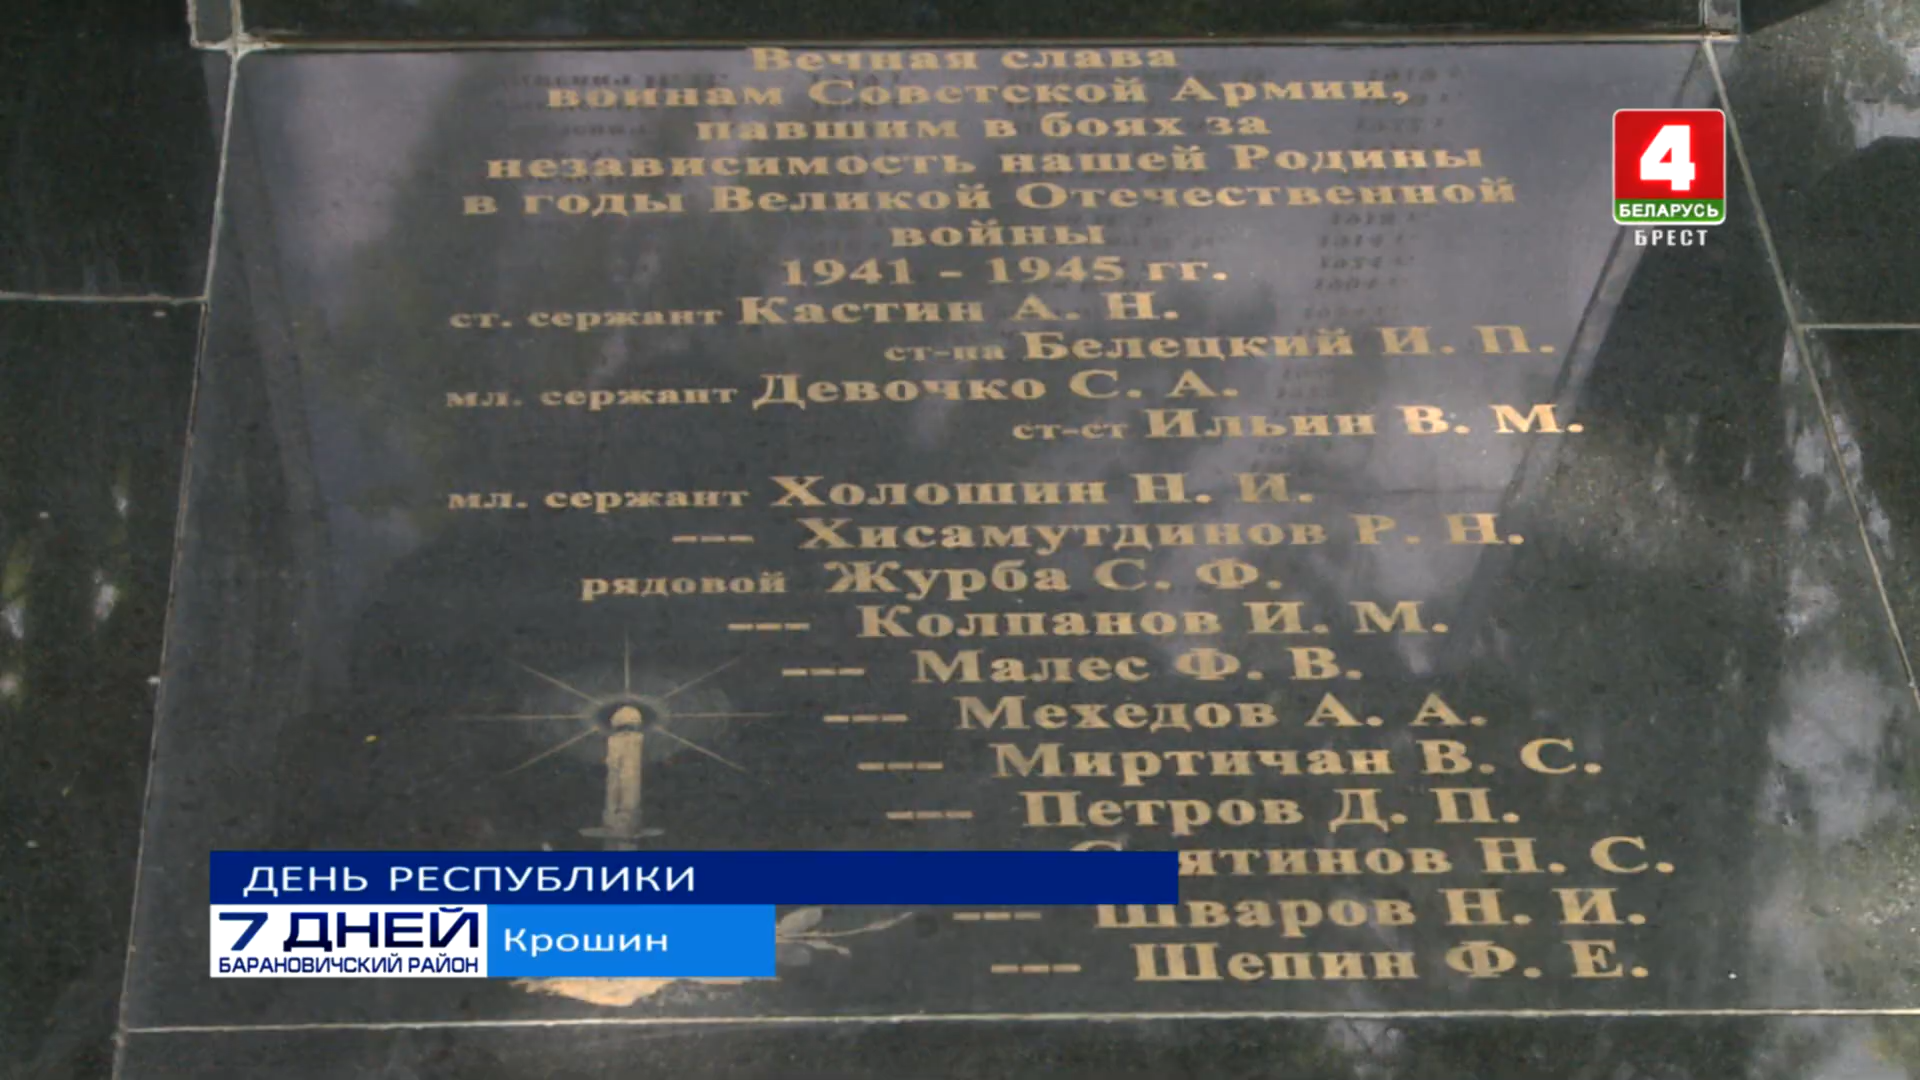 Вечная слава
воинам Советской Армии,
павшим в боях за
независимость нашей Родины
в годы Великой Отечественной
войны
1941 - 1945 гг.
ст. сержант Кастин А. Н.
ст-на Белецкий И. П.
мл. сержант Девочко С. А.
ст-ст Ильин В. М.
мл. сержант Холошин Н. И.
--- Хисамутдинов Р. Н.
рядовой Журба С. Ф.
--- Колпанов И. М.
--- Малес Ф. В.
--- Мехедов А. А.
--- Миртичан В. С.
--- Петров Д. П.
Н. С.
--- Шваров Н. И.
--- Шепин Ф. Е.
4
БЕЛАРУСЬ
БРЕСТ
ДЕНЬ РЕСПУБЛИКИ
7 ДНЕЙ
БАРАНОВИЧСКИЙ РАЙОН
Крошин